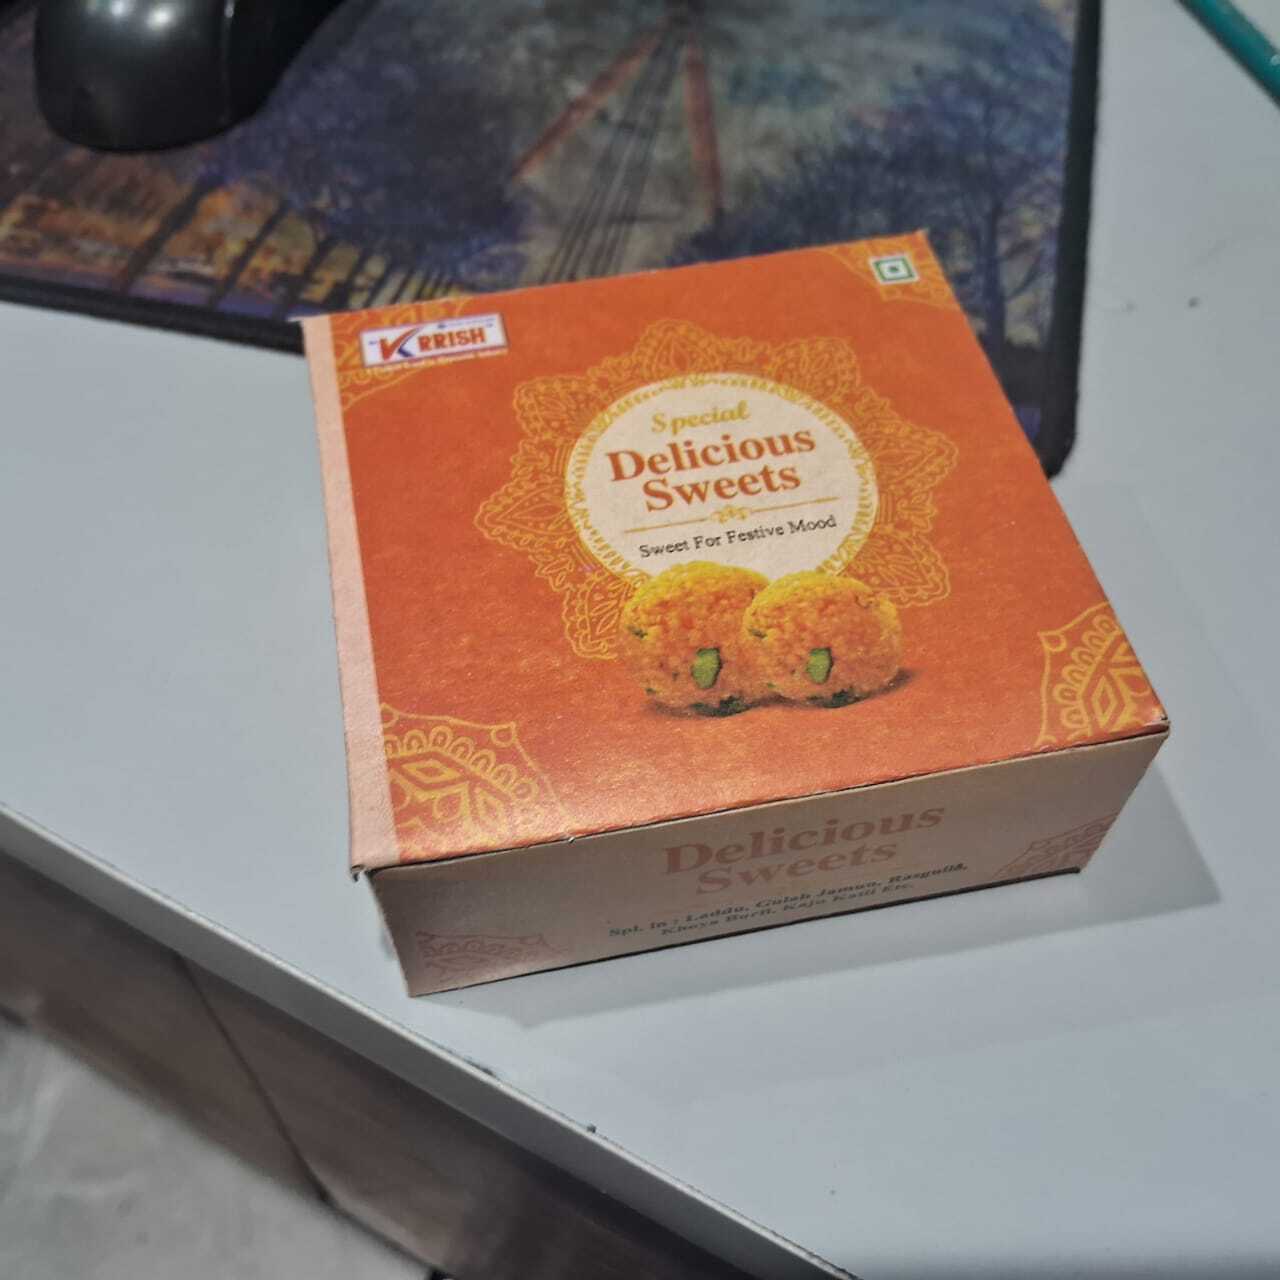 "KRRISH"
Special
Delicious
Sweets
Sweet For Festive Mood
Delicious
Sweets
Spl. in : Laddu, Gulab Jamun, Rasgulla,
Khoya Burfi, Kaju Katli Etc.